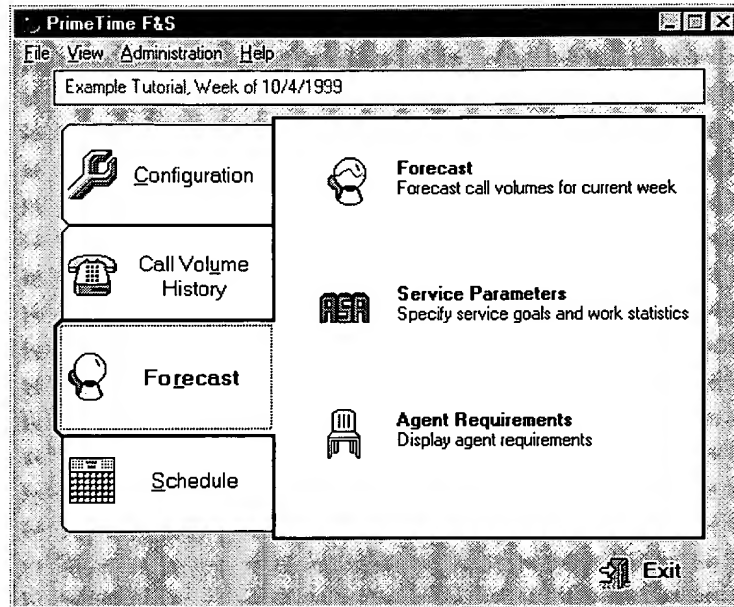 PrimeTime F&S
File View Administration Help
Example Tutorial, Week of 10/4/1999
Configuration
Call Volume
History
Forecast
Schedule
Forecast
Forecast call volumes for current week
ASA
Service Parameters
Specify service goals and work statistics
Agent Requirements
Display agent requirements
Exit